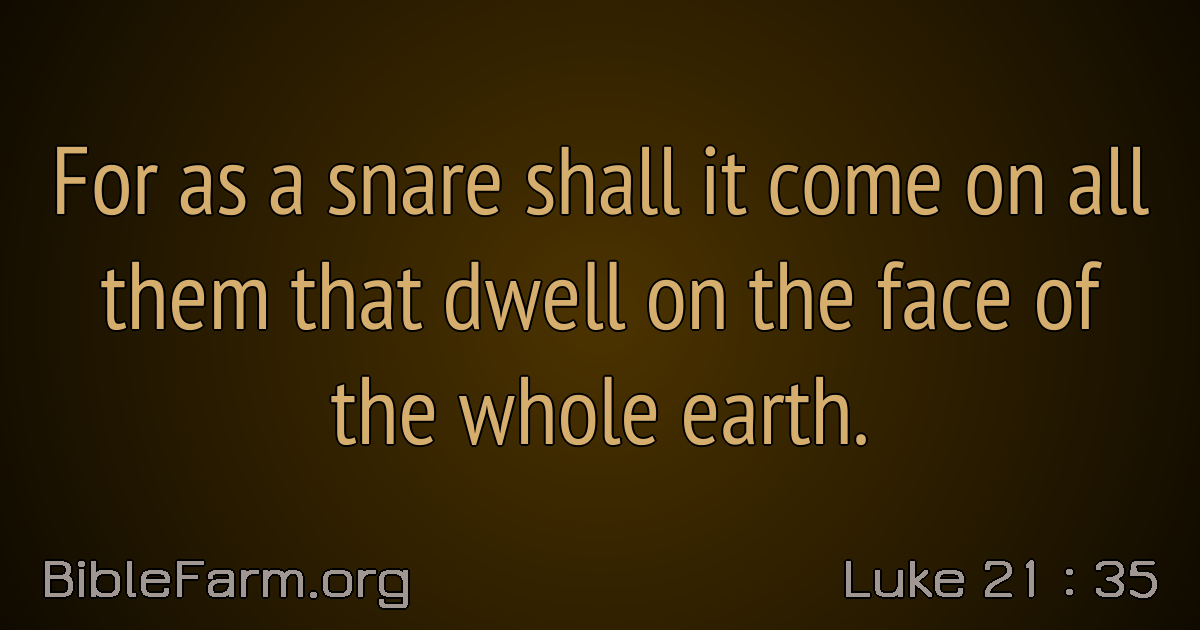 For as a snare shall it come on all
them that dwell on the face of
the whole earth.
BibleFarm.org
Luke 21 : 35